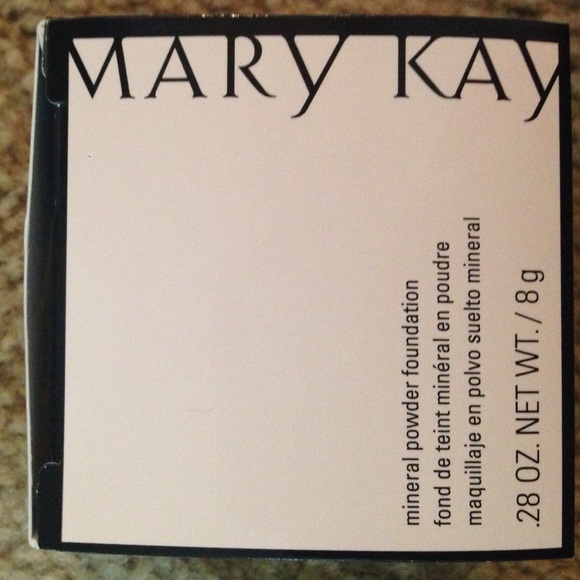 MARY KAY
mineral powder foundation
fond de teint minéral en poudre
maquillaje en polvo suelto mineral
.28 OZ. NET WT. / 8 g